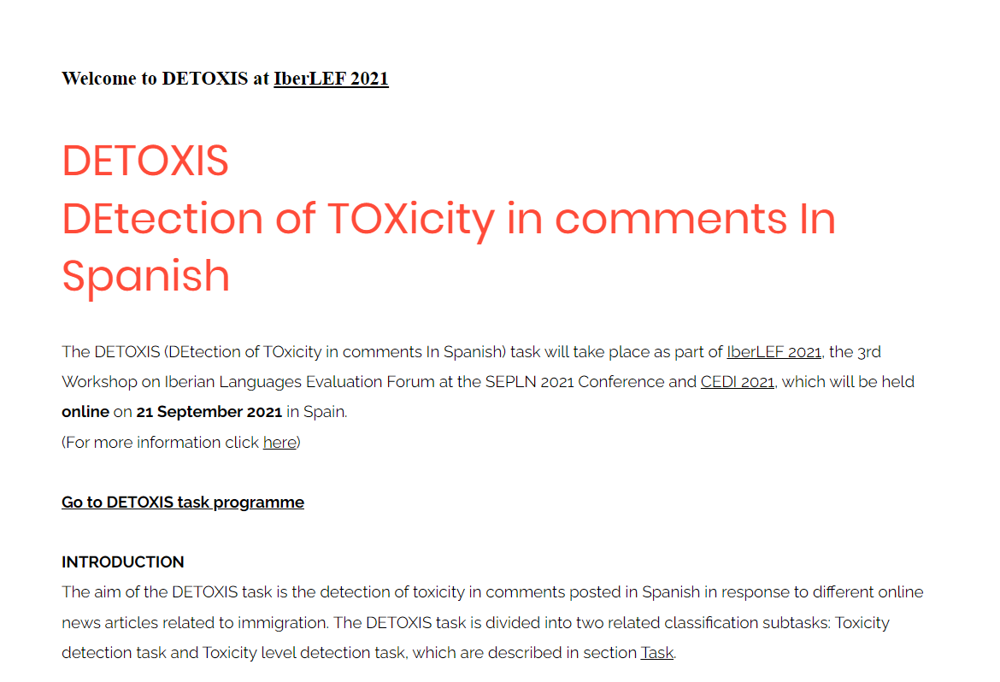 Welcome to DETOXIS at IberLEF 2021
DETOXIS
DEtection of TOXicity in comments In
Spanish
The DETOXIS (DEtection of TOxicity in comments In Spanish) task will take place as part of IberLEF 2021, the 3rd
Workshop on Iberian Languages Evaluation Forum at the SEPLN 2021 Conference and CEDI 2021, which will be held
online on 21 September 2021 in Spain.
(For more information click here)
Go to DETOXIS task programme
INTRODUCTION
The aim of the DETOXIS task is the detection of toxicity in comments posted in Spanish in response to different online
news articles related to immigration. The DETOXIS task is divided into two related classification subtasks: Toxicity
detection task and Toxicity level detection task, which are described in section Task.